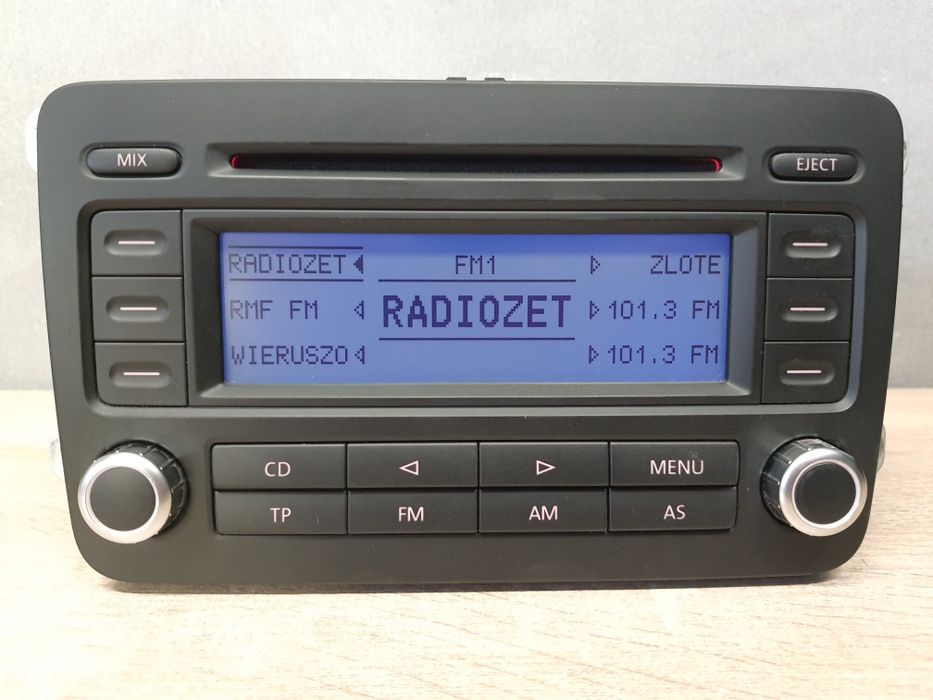 MIX EJECT
RADIOZET FM1 ZLOTE
RMF FM RADIOZET 101.3 FM
WIERUSZO 101.3 FM
CD MENU
TP FM AM AS